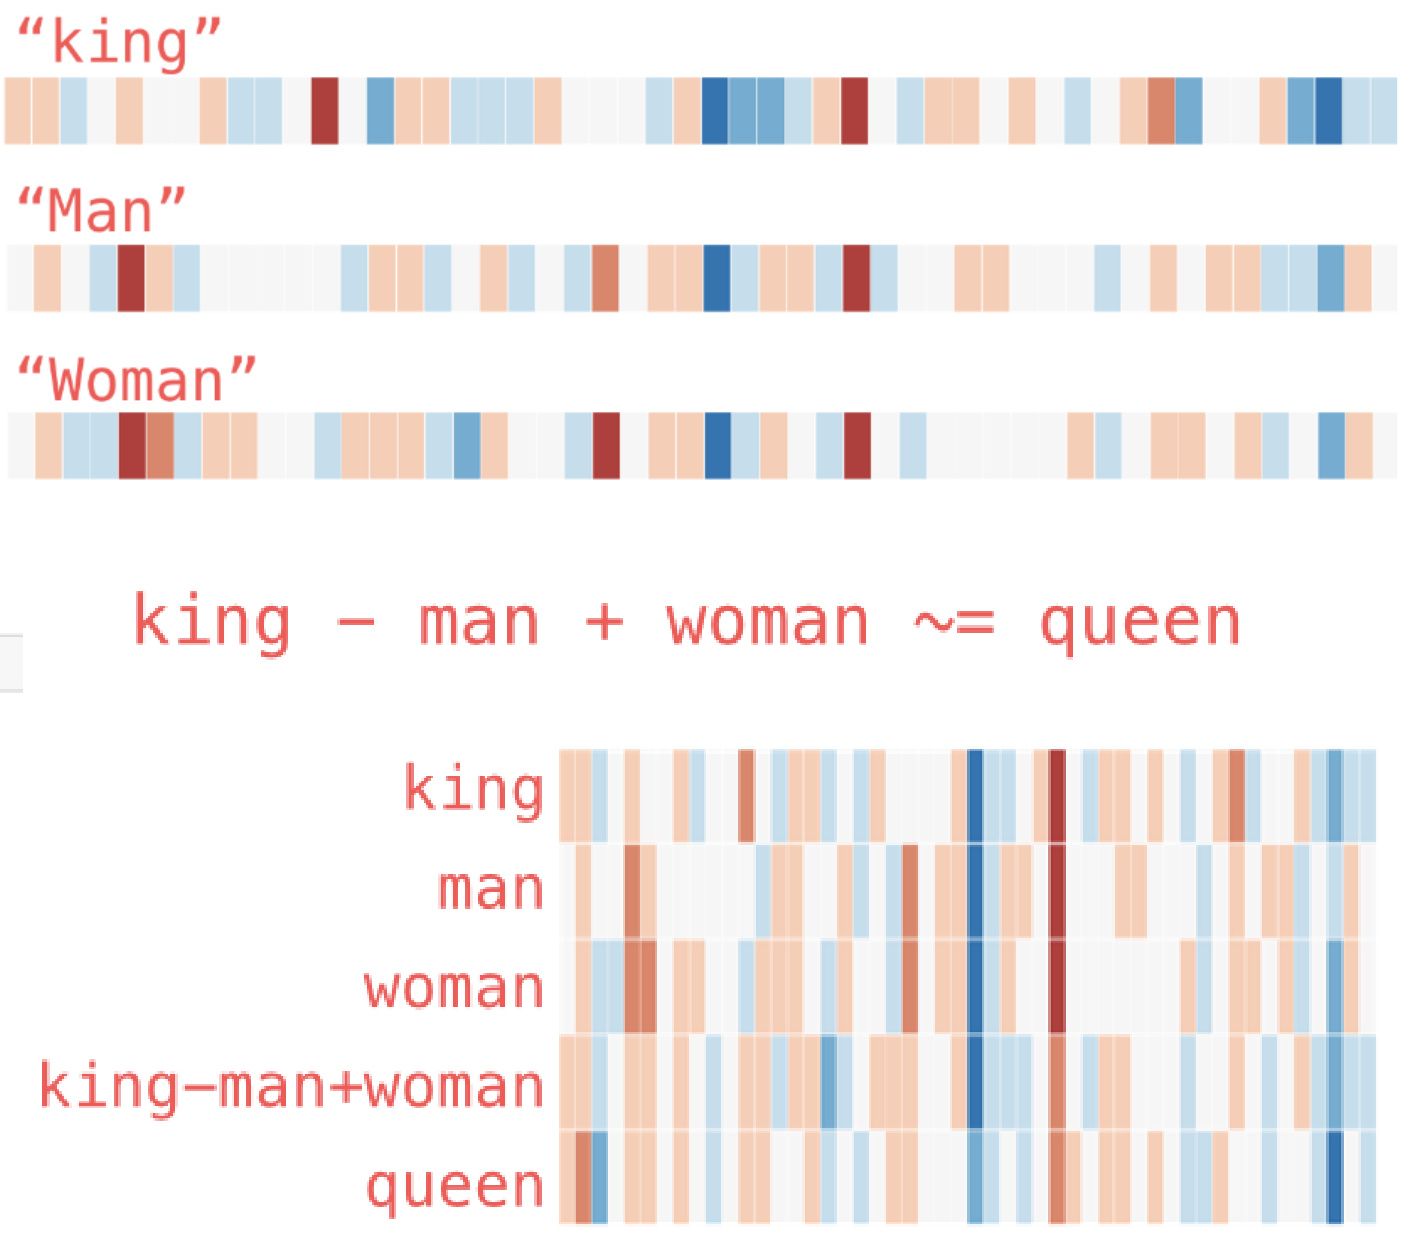 “king”
“Man”
“Woman”
king − man + woman ~= queen
king
man
woman
king−man+woman
queen